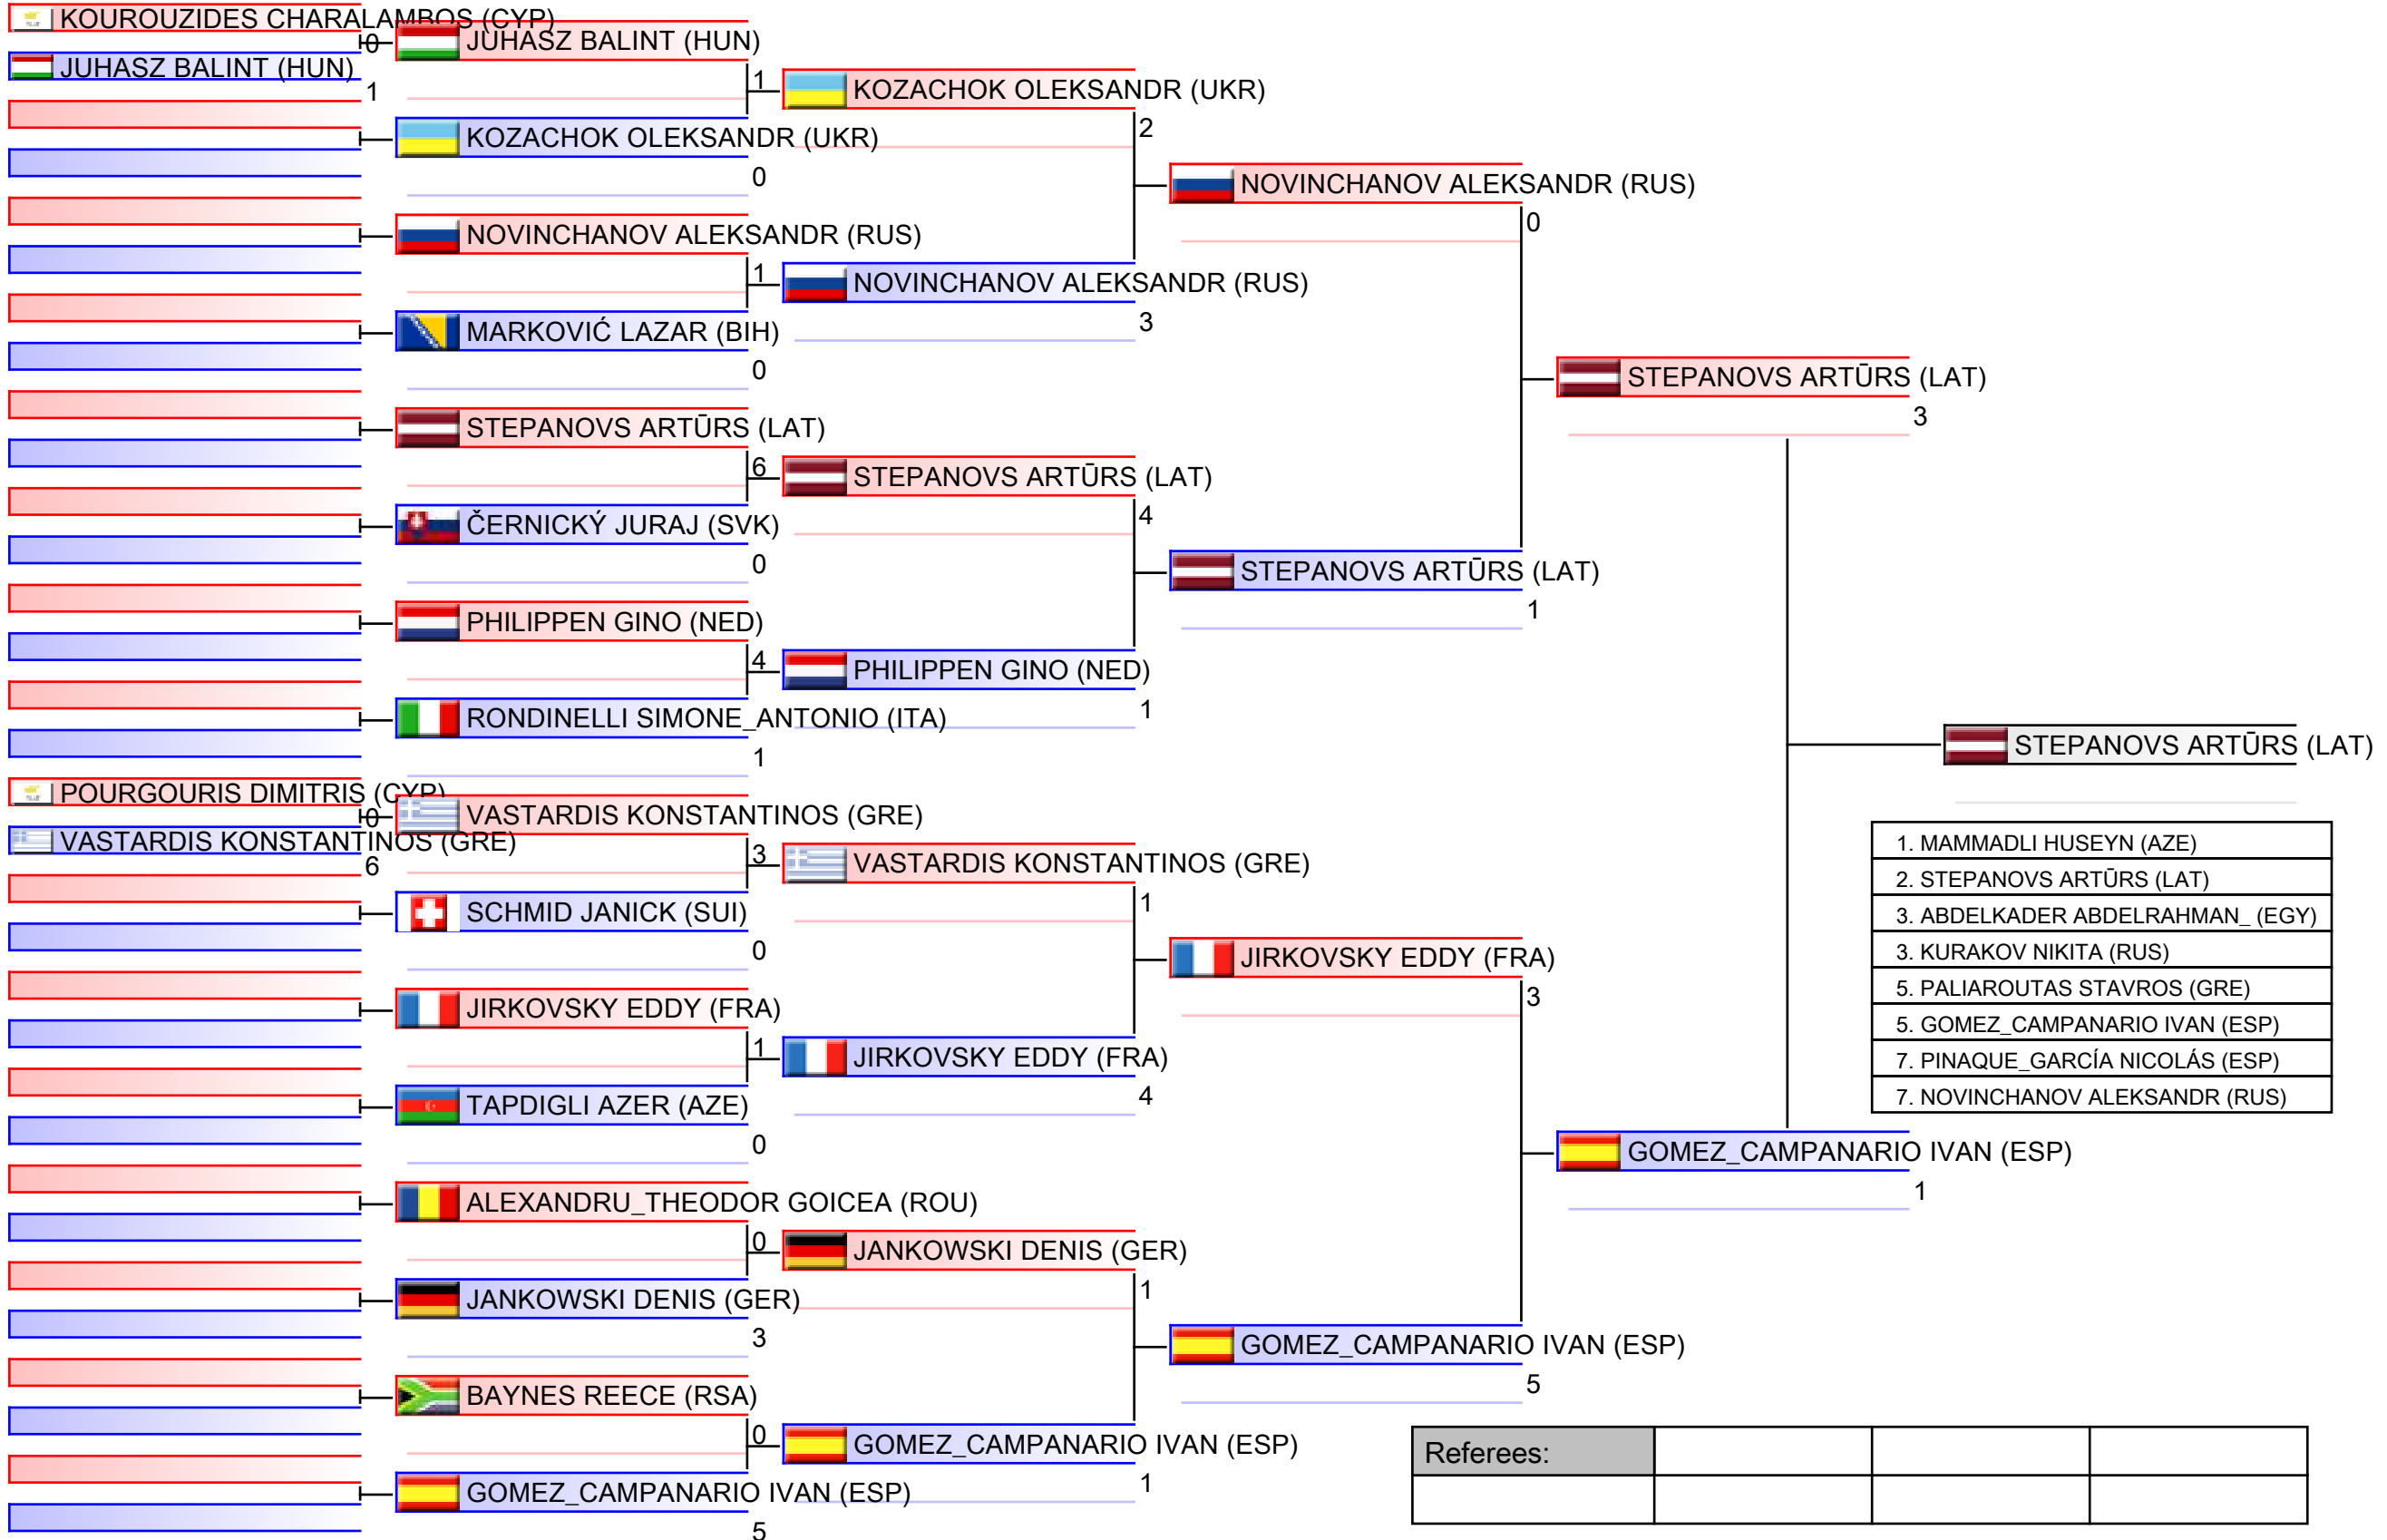 KOUROUZIDES CHARALAMBOS (CYP)
0
JUHASZ BALINT (HUN)
1
POURGOURIS DIMITRIS (CYP)
0
VASTARDIS KONSTANTINOS (GRE)
6
JUHASZ BALINT (HUN)
1
KOZACHOK OLEKSANDR (UKR)
0
NOVINCHANOV ALEKSANDR (RUS)
1
MARKOVIĆ LAZAR (BIH)
0
STEPANOVS ARTŪRS (LAT)
6
ČERNICKÝ JURAJ (SVK)
0
PHILIPPEN GINO (NED)
4
RONDINELLI SIMONE_ANTONIO (ITA)
1
VASTARDIS KONSTANTINOS (GRE)
3
SCHMID JANICK (SUI)
0
JIRKOVSKY EDDY (FRA)
1
TAPDIGLI AZER (AZE)
0
ALEXANDRU_THEODOR GOICEA (ROU)
0
JANKOWSKI DENIS (GER)
3
BAYNES REECE (RSA)
0
GOMEZ_CAMPANARIO IVAN (ESP)
5
KOZACHOK OLEKSANDR (UKR)
2
NOVINCHANOV ALEKSANDR (RUS)
3
STEPANOVS ARTŪRS (LAT)
4
PHILIPPEN GINO (NED)
1
VASTARDIS KONSTANTINOS (GRE)
1
JIRKOVSKY EDDY (FRA)
4
JANKOWSKI DENIS (GER)
1
GOMEZ_CAMPANARIO IVAN (ESP)
1
NOVINCHANOV ALEKSANDR (RUS)
0
STEPANOVS ARTŪRS (LAT)
1
JIRKOVSKY EDDY (FRA)
3
GOMEZ_CAMPANARIO IVAN (ESP)
5
STEPANOVS ARTŪRS (LAT)
3
GOMEZ_CAMPANARIO IVAN (ESP)
1
STEPANOVS ARTŪRS (LAT)
1. MAMMADLI HUSEYN (AZE)
2. STEPANOVS ARTŪRS (LAT)
3. ABDELKADER ABDELRAHMAN_ (EGY)
3. KURAKOV NIKITA (RUS)
5. PALIAROUTAS STAVROS (GRE)
5. GOMEZ_CAMPANARIO IVAN (ESP)
7. PINAQUE_GARCÍA NICOLÁS (ESP)
7. NOVINCHANOV ALEKSANDR (RUS)
Referees: